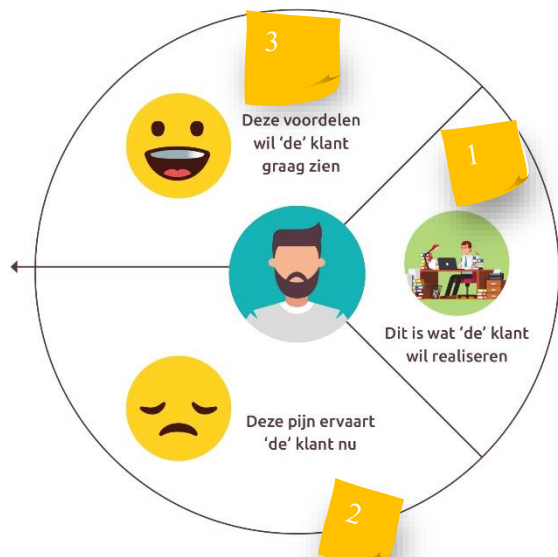 3
Deze voordelen
wil ‘de’ klant
graag zien
1
Dit is wat ‘de’ klant
wil realiseren
Deze pijn ervaart
‘de’ klant nu
2